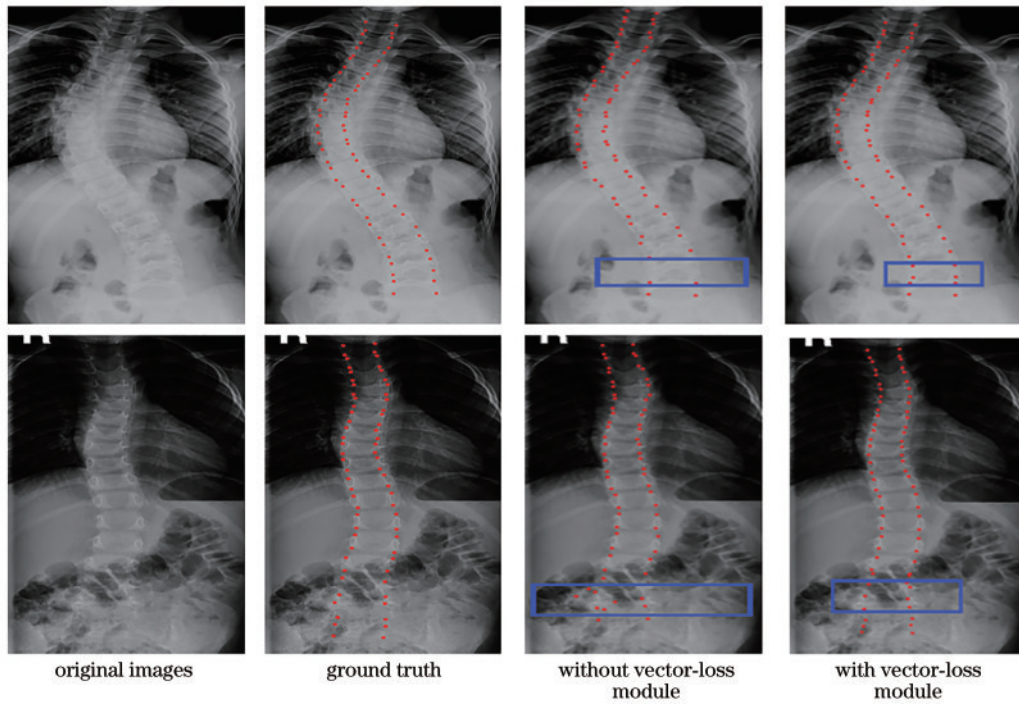 R
R
R
R
original images
ground truth
without vector-loss
module
with vector-loss
module